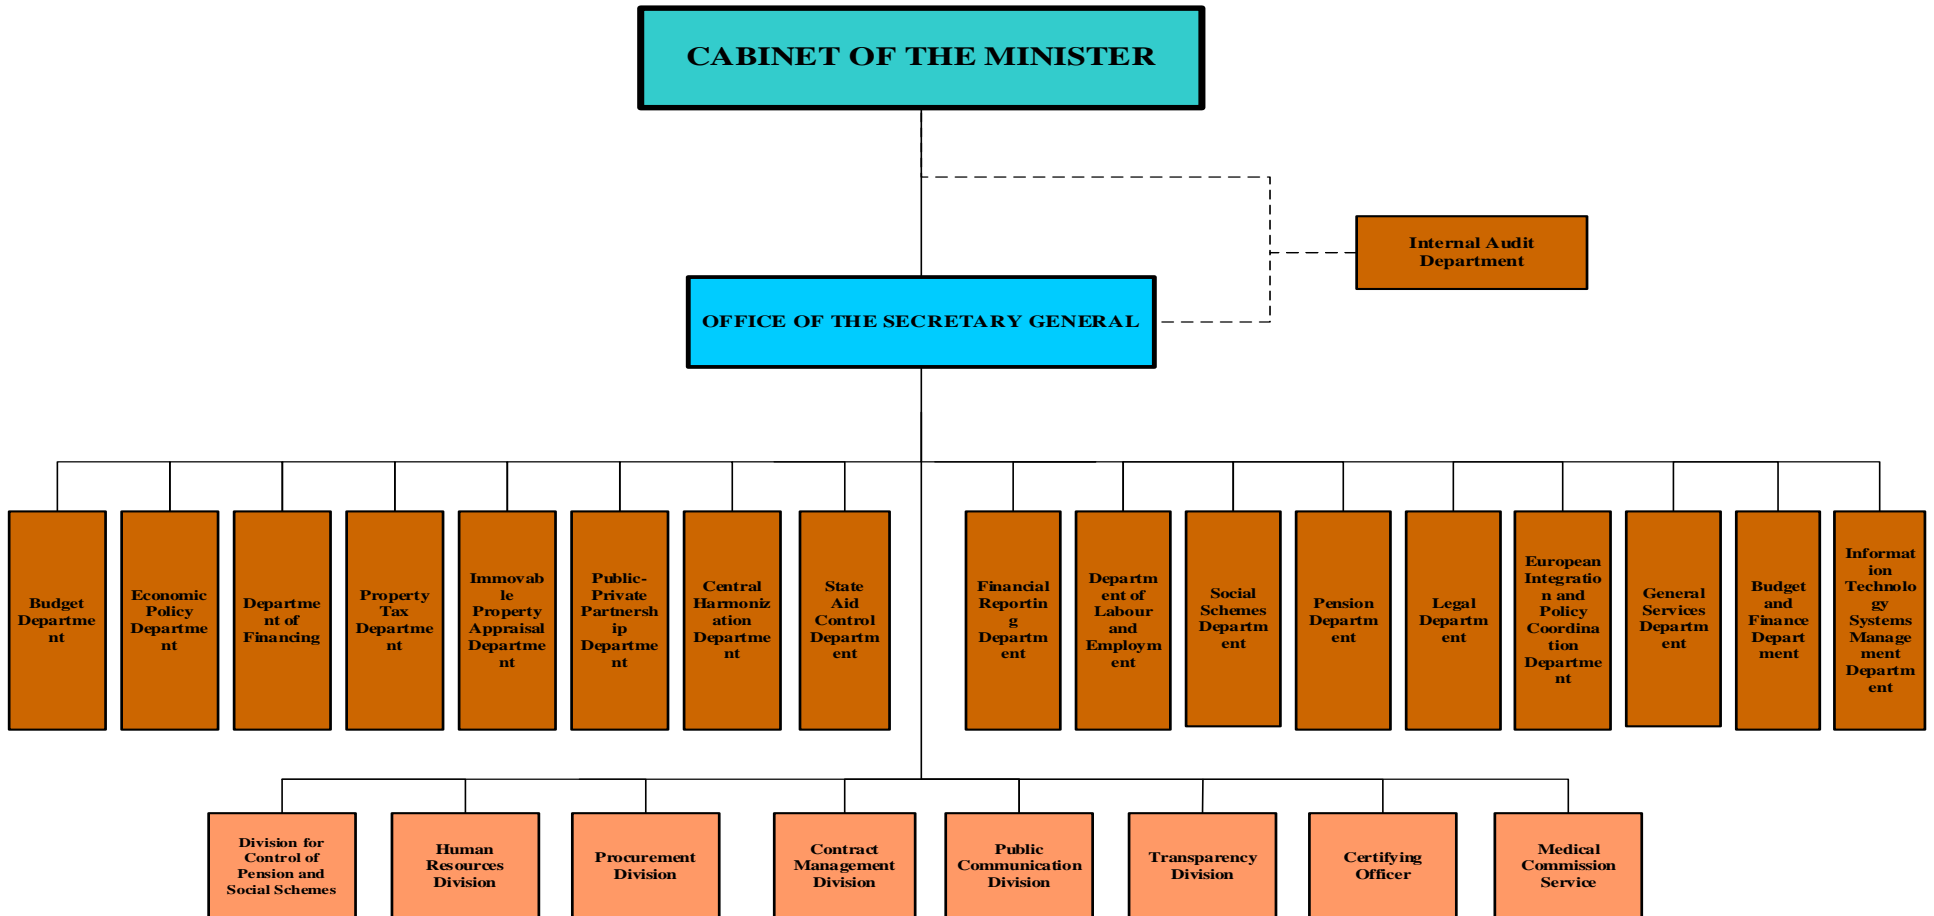 CABINET OF THE MINISTER
Internal Audit
Department
OFFICE OF THE SECRETARY GENERAL
Budget
Departme
nt
Economic
Policy
Departme
nt
Departme
nt of
Financing
Property
Tax
Departme
nt
Immovab
le
Property
Appraisal
Departme
nt
Public-
Private
Partnersh
ip
Departme
nt
Central
Harmoniz
ation
Departme
nt
State
Aid
Control
Departm
ent
Financial
Reportin
g
Departm
ent
Departm
ent of
Labour
and
Employm
ent
Social
Schemes
Departm
ent
Pension
Departm
ent
Legal
Departm
ent
European
Integratio
n and
Policy
Coordina
tion
Departme
nt
General
Services
Departm
ent
Budget
and
Finance
Depart
ment
Informat
ion
Technolo
gy
Systems
Manage
ment
Departm
ent
Division for
Control of
Pension and
Social Schemes
Human
Resources
Division
Procurement
Division
Contract
Management
Division
Public
Communication
Division
Transparency
Division
Certifying
Officer
Medical
Commission
Service